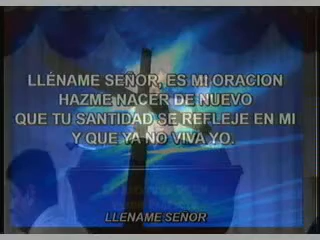 LLÉNAME SEÑOR, ES MI ORACION
HAZME NACER DE NUEVO
QUE TU SANTIDAD SE REFLEJE EN MI
Y QUE YA NO VIVA YO.
LLENAME SEÑOR